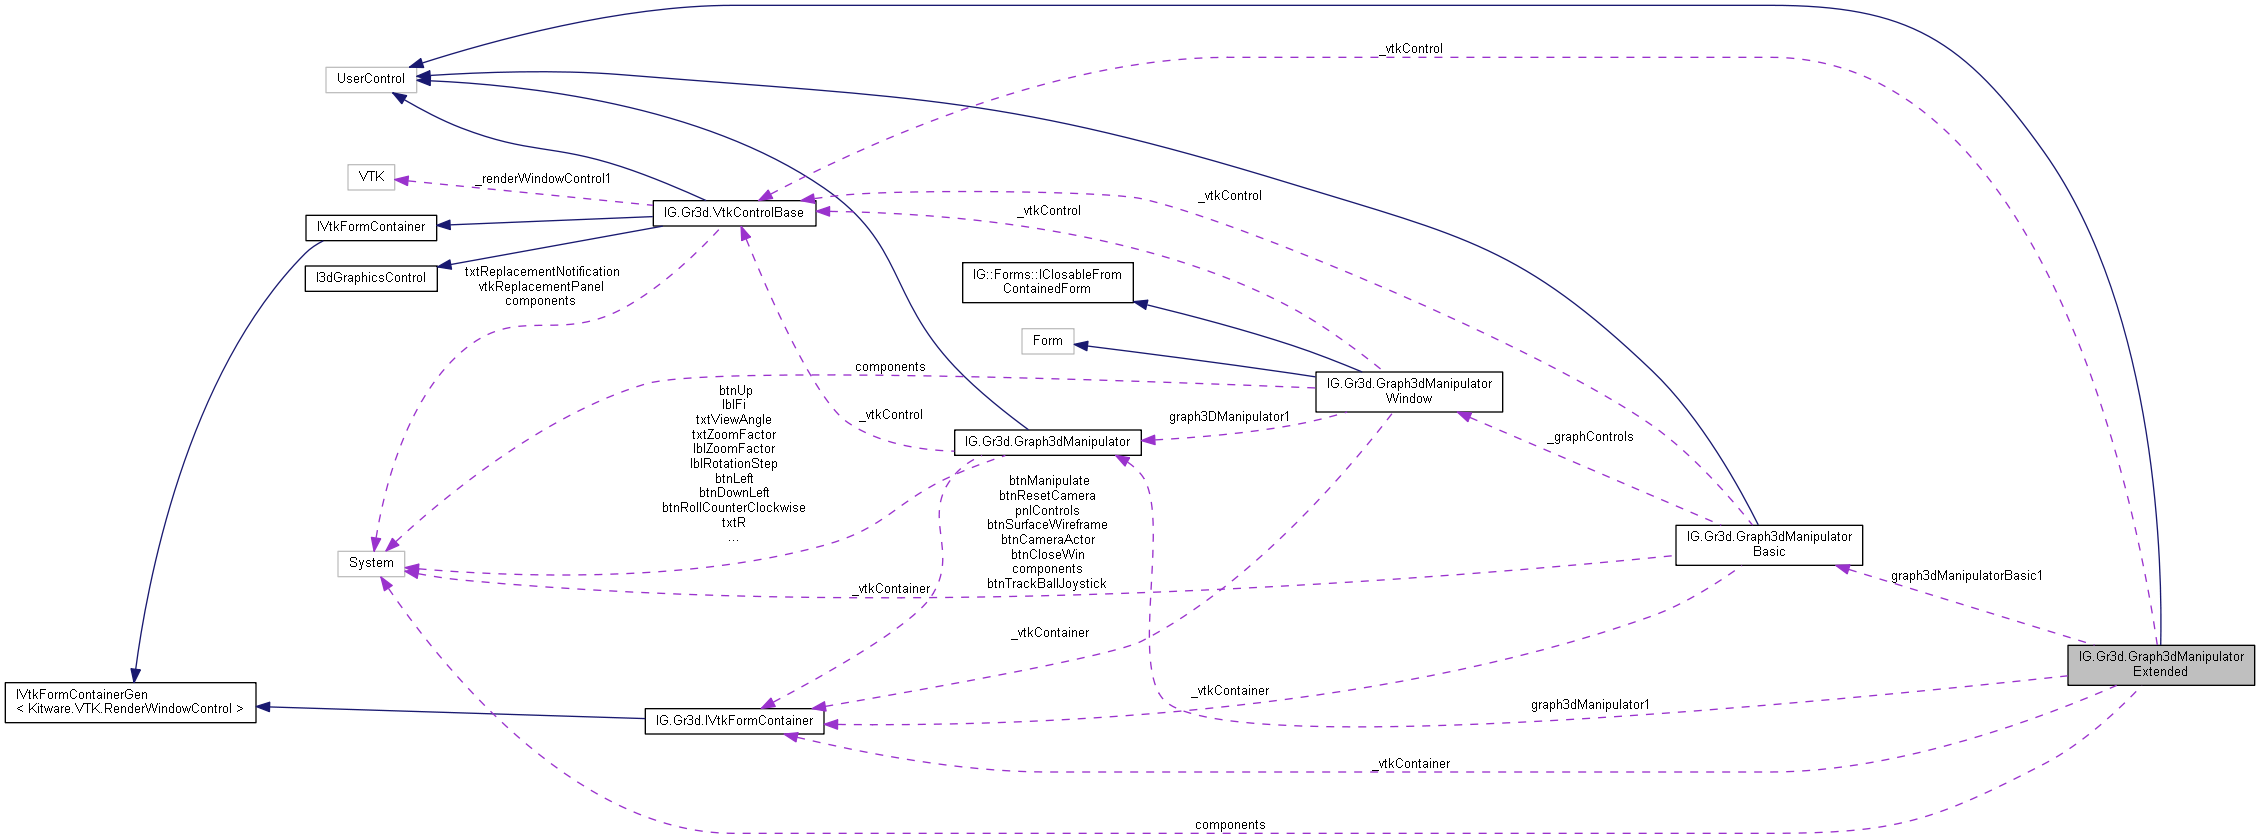 _vtkControl
UserControl
VTK
_renderWindowControl1
_vtkControl
IG.Gr3d.VtkControlBase
_vtkControl
IVtkFormContainer
I3dGraphicsControl
txtReplacementNotification
vtkReplacementPanel
components
IG::Forms::IClosableFrom
ContainedForm
Form
components
IG.Gr3d.Graph3dManipulator
Window
btnUp
lblFi
txtViewAngle
txtZoomFactor
lblZoomFactor
lblRotationStep
btnLeft
btnDownLeft
btnRollCounterClockwise
txtR
...
_vtkControl
graph3DManipulator1
IG.Gr3d.Graph3dManipulator
_graphControls
btnManipulate
btnResetCamera
pnlControls
btnSurfaceWireframe
btnCameraActor
btnCloseWin
components
btnTrackBallJoystick
IG.Gr3d.Graph3dManipulator
Basic
System
_vtkContainer
graph3dManipulatorBasic1
_vtkContainer
IG.Gr3d.Graph3dManipulator
Extended
IVtkFormContainerGen
< Kitware.VTK.RenderWindowControl >
_vtkContainer
graph3dManipulator1
IG.Gr3d.IVtkFormContainer
_vtkContainer
components